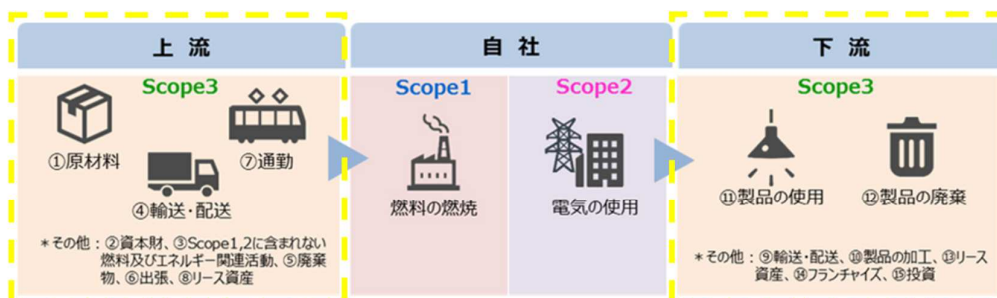 上 流
自 社
下 流
Scope3
①原材料
⑦通勤
④輸送・配送
＊その他：②資本財、③Scope1,2に含まれない
燃料及びエネルギー関連活動、⑤廃棄
物、⑥出張、⑧リース資産
Scope1
燃料の燃焼
Scope2
電気の使用
Scope3
⑪製品の使用
⑫製品の廃棄
＊その他：⑨輸送・配送、⑩製品の加工、⑬リース
資産、⑭フランチャイズ、⑮投資